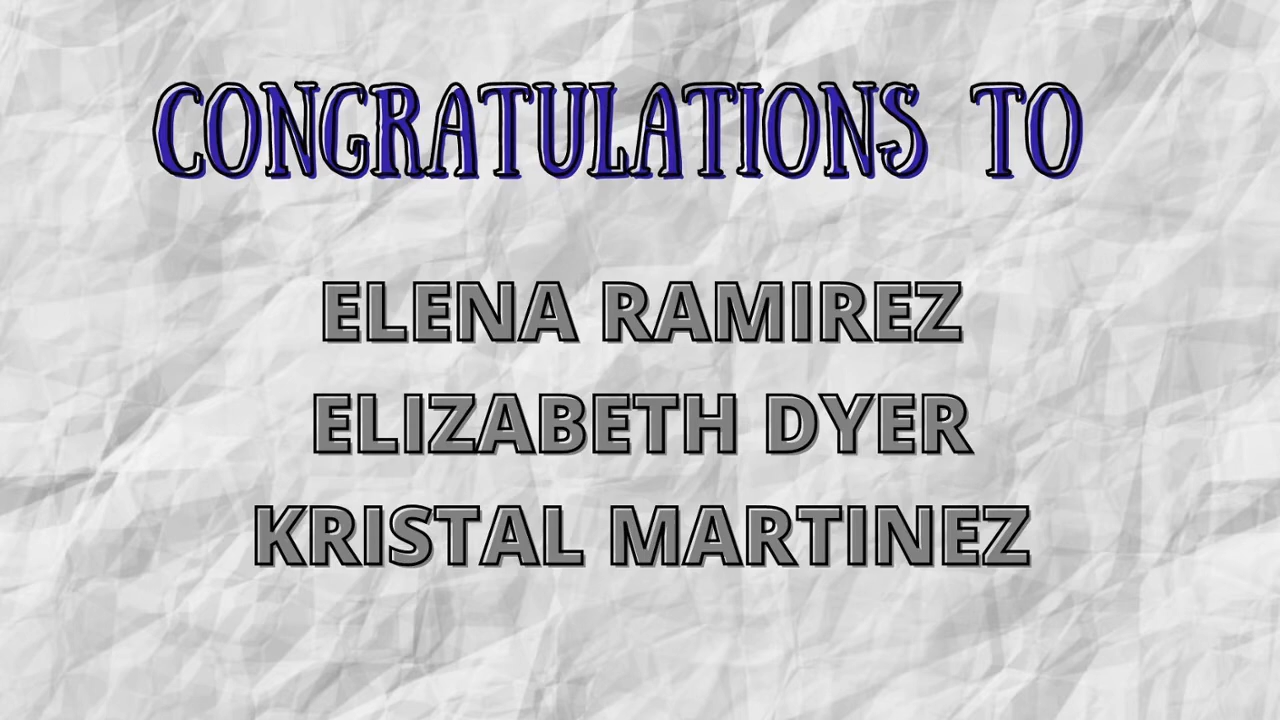 CONGRATULATIONS TO
ELENA RAMIREZ
ELIZABETH DYER
KRISTAL MARTINEZ